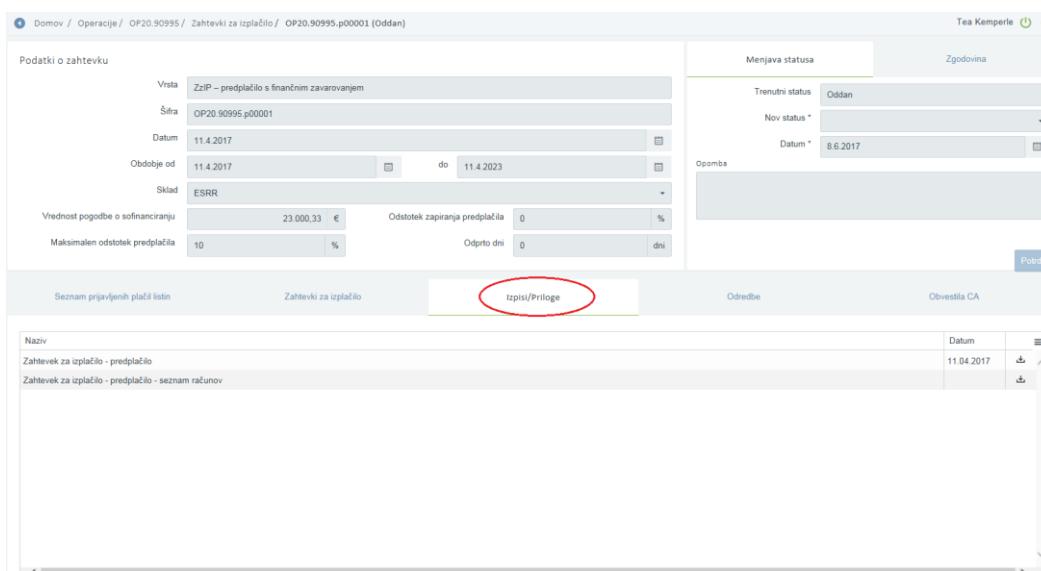 Domov / Operacije / OP20.90995 / Zahtevki za izplačilo / OP20.90995.p00001 (Oddan)
Tea Kemperle
Podatki o zahtevku
Vrsta ZzIP – predplačilo s finančnim zavarovanjem
Šifra OP20.90995.p00001
Datum 11.4.2017
Obdobje od 11.4.2017 do 11.4.2023
Sklad ESRR
Vrednost pogodbe o sofinanciranju 23.000,33 € Odstotek zapiranja predplačila 0 %
Maksimalen odstotek predplačila 10 % Odprto dni 0 dni
Menjava statusa Zgodovina
Trenutni status Oddan
Nov status *
Datum * 8.6.2017
Opomba
Potrd
Seznam prijavljenih plačil listin Zahtevki za izplačilo Izpisi/Priloge Odredbe Obvestila CA
Naziv Datum
Zahtevek za izplačilo - predplačilo 11.04.2017
Zahtevek za izplačilo - predplačilo - seznam računov